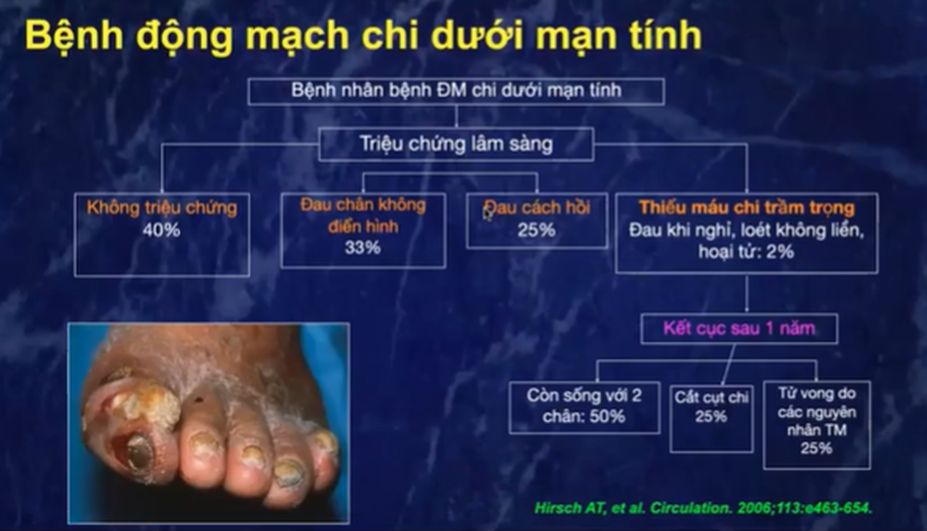 Bệnh động mạch chi dưới mạn tính
Bệnh nhân bệnh ĐM chi dưới mạn tính
Triệu chứng lâm sàng
Không triệu chứng
40%
Đau chân không
điển hình
33%
Đau cách hồi
25%
Thiếu máu chi trầm trọng
Đau khi nghỉ, loét không liền,
hoại tử: 2%
Kết cục sau 1 năm
Còn sống với 2
chân: 50%
Cắt cụt chi
25%
Tử vong do
các nguyên
nhân TM
25%
Hirsch AT, et al. Circulation. 2006;113:e463-654.